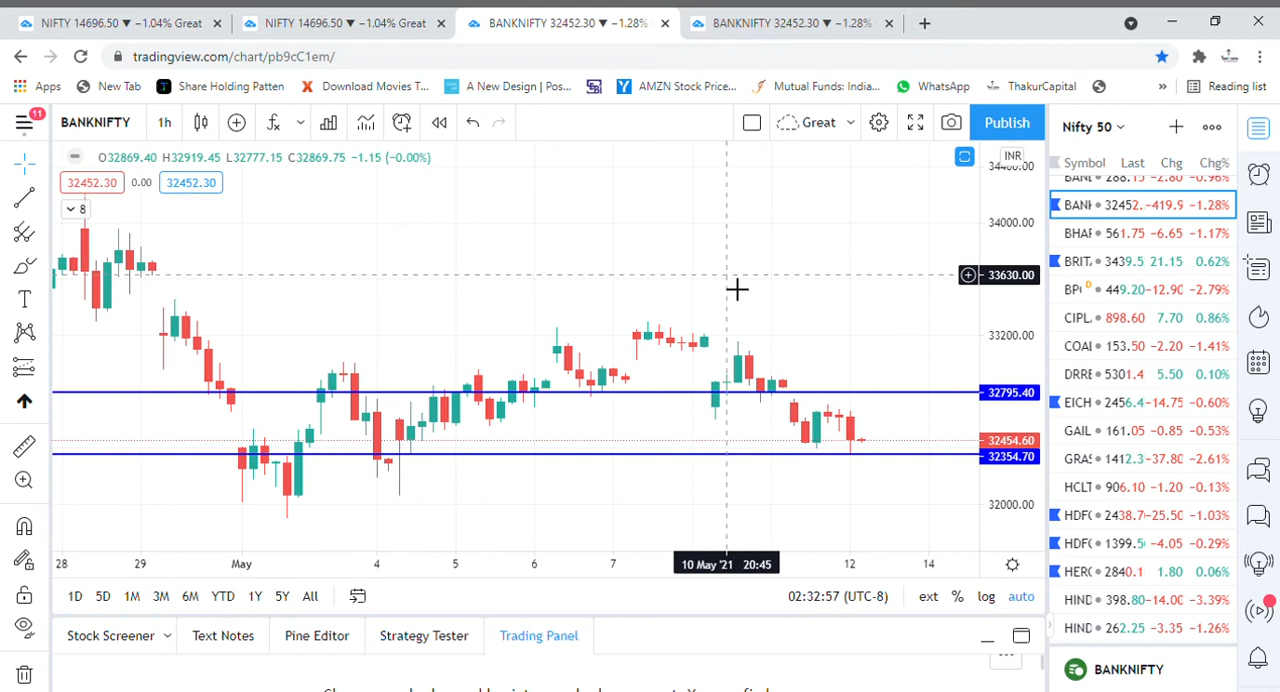 NIFTY 14696.50 ▼ −1.04% Great
NIFTY 14696.50 ▼ −1.04% Great
BANKNIFTY 32452.30 ▼ −1.28%
BANKNIFTY 32452.30 ▼ −1.28%
tradingview.com/chart/pb9cC1em/
Apps New Tab Share Holding Patten Download Movies T... A New Design | Pos... AMZN Stock Price... Mutual Funds: India... WhatsApp ThakurCapital » Reading list
11 BANKNIFTY 1h Great Publish Nifty 50
O32869.40 H32919.45 L32777.15 C32869.75 −1.15 (−0.00%)
INR
Symbol Last Chg Chg%
32452.30 0.00 32452.30
8
34400.00
34000.00
33630.00
33200.00
32795.40
32454.60
32354.70
32000.00
288.15 −2.80 −0.96%
BANK 32452. −419.9 −1.28%
BHAF 561.75 −6.65 −1.17%
BRIT. 3439.5 21.15 0.62%
BP D 449.20 −12.90 −2.79%
CIPL. 898.60 7.70 0.86%
COAI 153.50 −2.20 −1.41%
DRRE 5301.4 5.50 0.10%
EICH 2456.4 −14.75 −0.60%
GAIL 161.05 −0.85 −0.53%
GRAS 1412.3 −37.80 −2.61%
HCLT 906.10 −1.20 −0.13%
HDF 2438.7 −25.50 −1.03%
HDF 1399.5 −4.05 −0.29%
HERC 2840.1 1.80 0.06%
HIND 398.80 −14.00 −3.39%
HIND 262.25 −3.35 −1.26%
28 29 May 4 5 6 7 10 May '21 20:45 12 14
1D 5D 1M 3M 6M YTD 1Y 5Y All 02:32:57 (UTC-8) ext % log auto
Stock Screener Text Notes Pine Editor Strategy Tester Trading Panel
BANKNIFTY